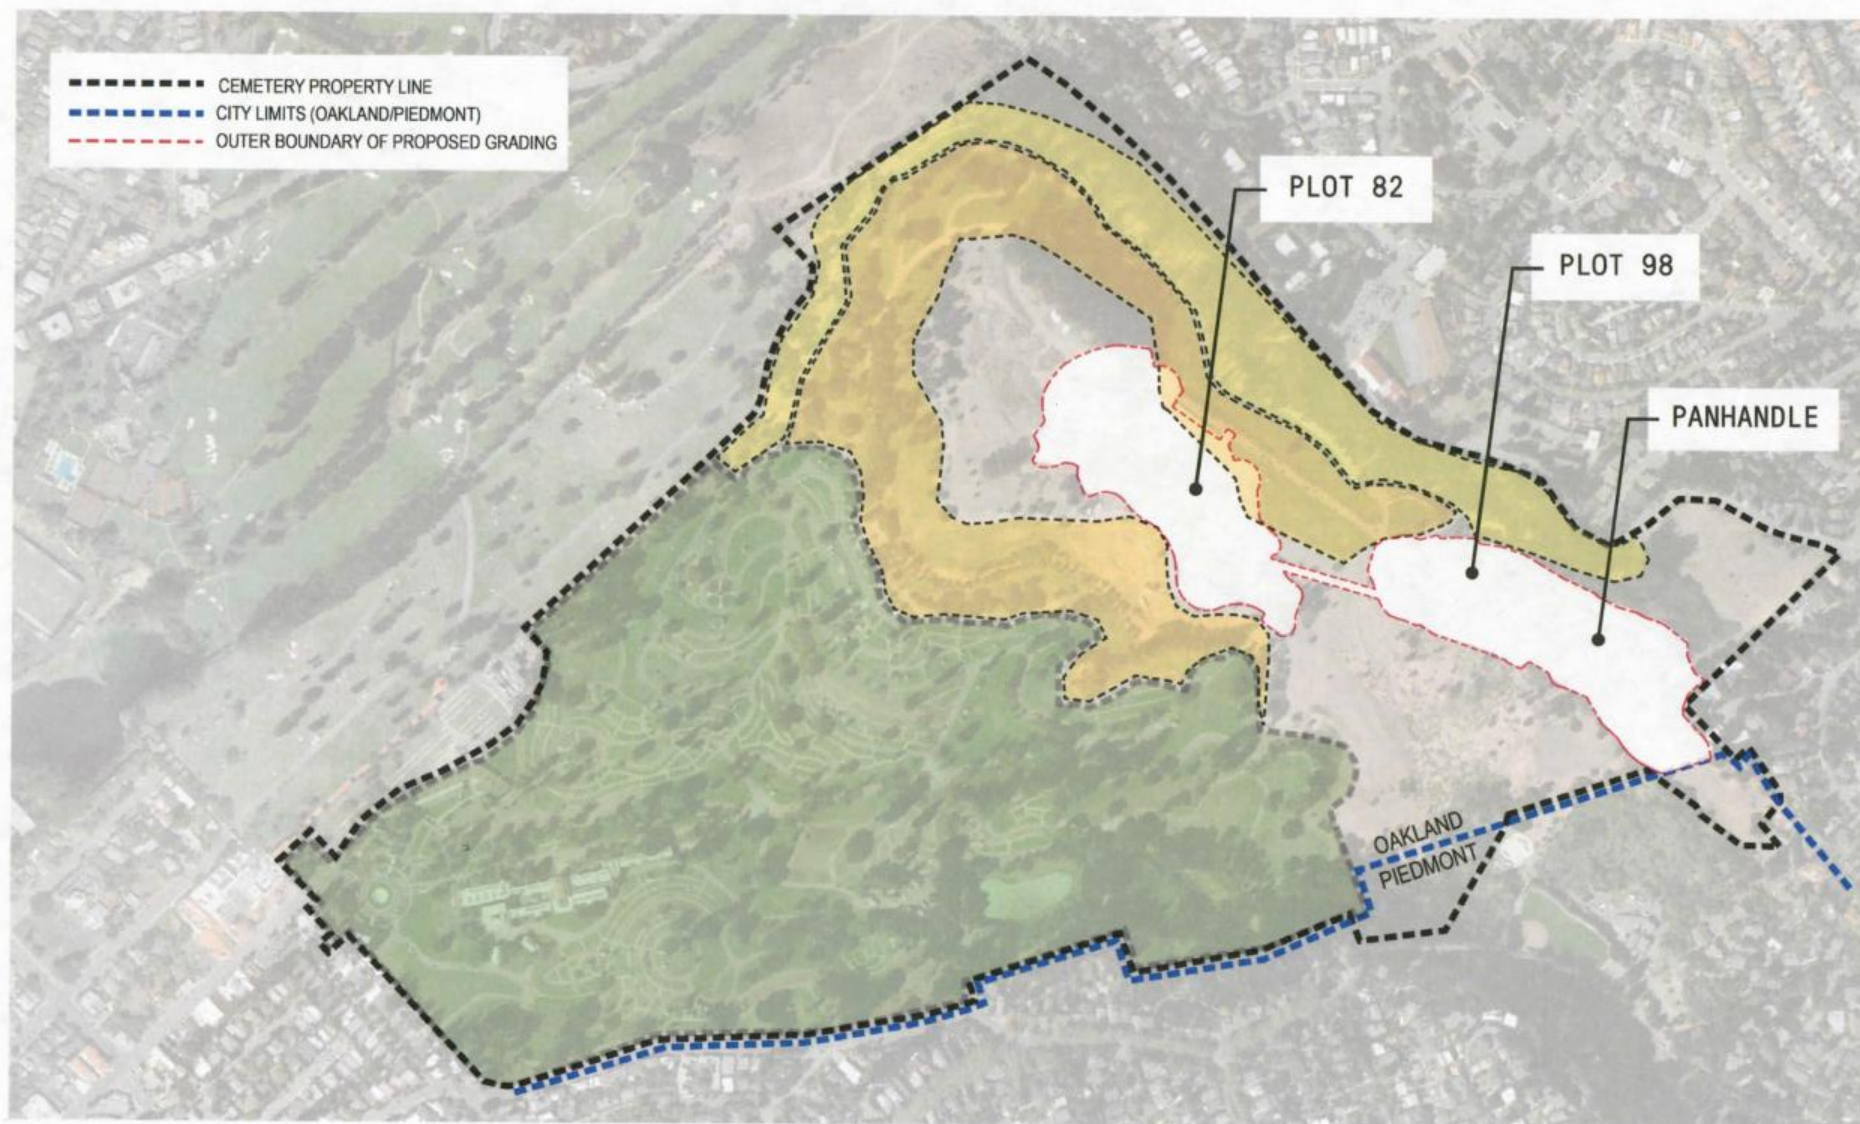 CEMETERY PROPERTY LINE
CITY LIMITS (OAKLAND/PIEDMONT)
OUTER BOUNDARY OF PROPOSED GRADING
PLOT 82
PLOT 98
PANHANDLE
OAKLAND
PIEDMONT